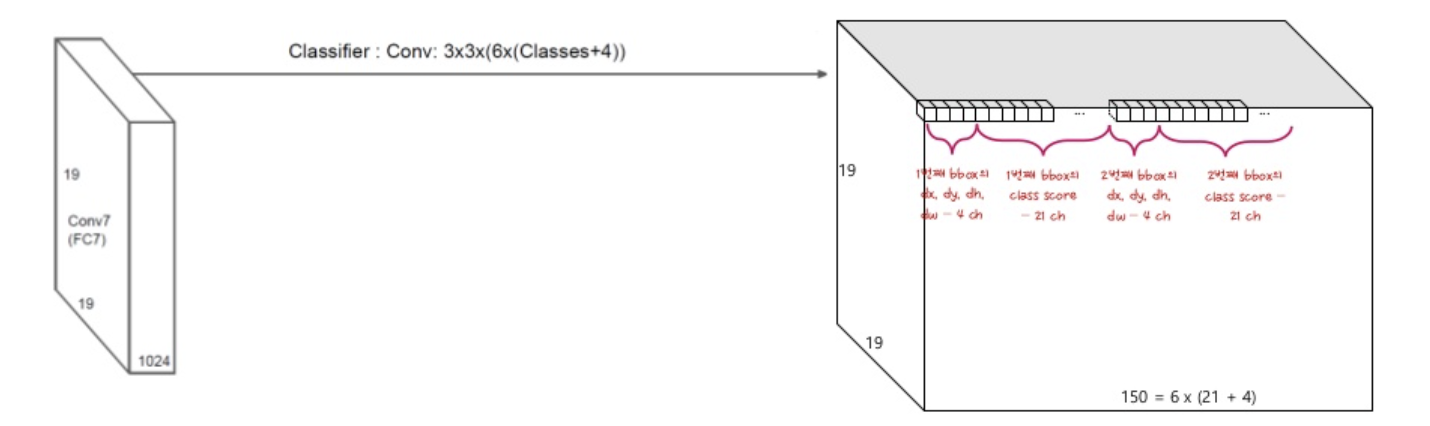 Classifier : Conv: 3x3x(6x(Classes+4))
19
Conv7
(FC7)
19
1024
19
...
...
1번째 bbox의
dx, dy, dh,
dw - 4 ch
1번째 bbox의
class score
- 21 ch
2번째 bbox의
dx, dy, dh,
dw - 4 ch
2번째 bbox의
class score -
21 ch
19
150 = 6 x (21 + 4)